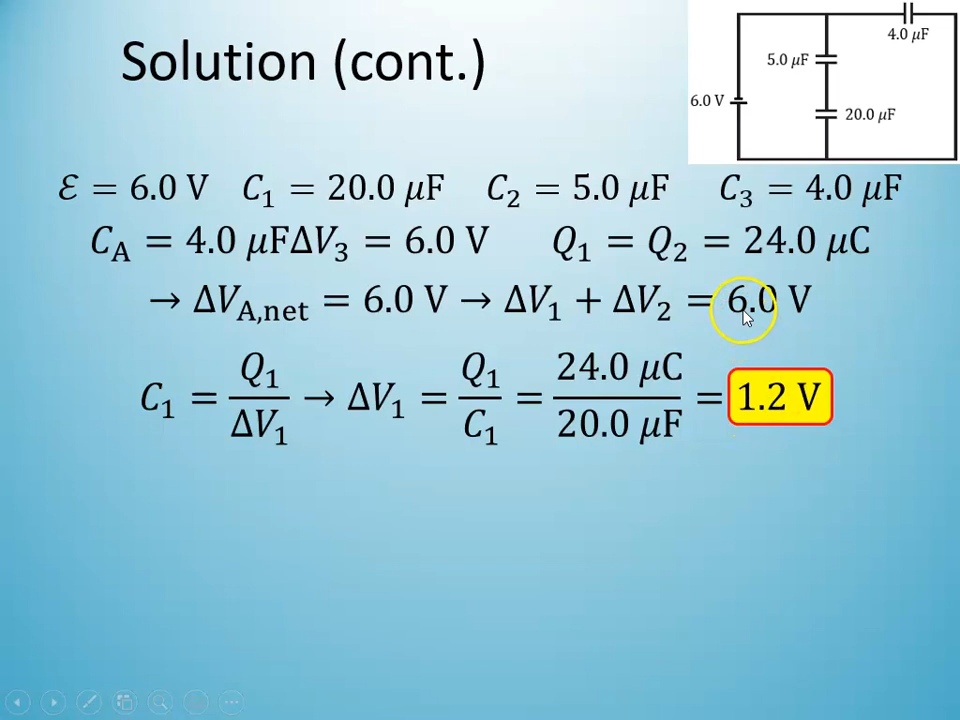 Solution (cont.)
4.0 μF
5.0 μF
6.0 V
20.0 μF
ℰ = 6.0 V C₁ = 20.0 μF C₂ = 5.0 μF C₃ = 4.0 μF
C_A = 4.0 μFΔV₃ = 6.0 V Q₁ = Q₂ = 24.0 μC
→ ΔV_A,net = 6.0 V → ΔV₁ + ΔV₂ = 6.0 V
C₁ = Q₁/ΔV₁ → ΔV₁ = Q₁/C₁ = 24.0 μC/20.0 μF = 1.2 V